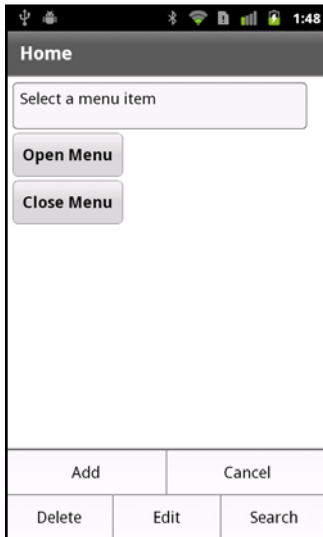 1:48
Home
Select a menu item
Open Menu
Close Menu
Add Cancel
Delete Edit Search